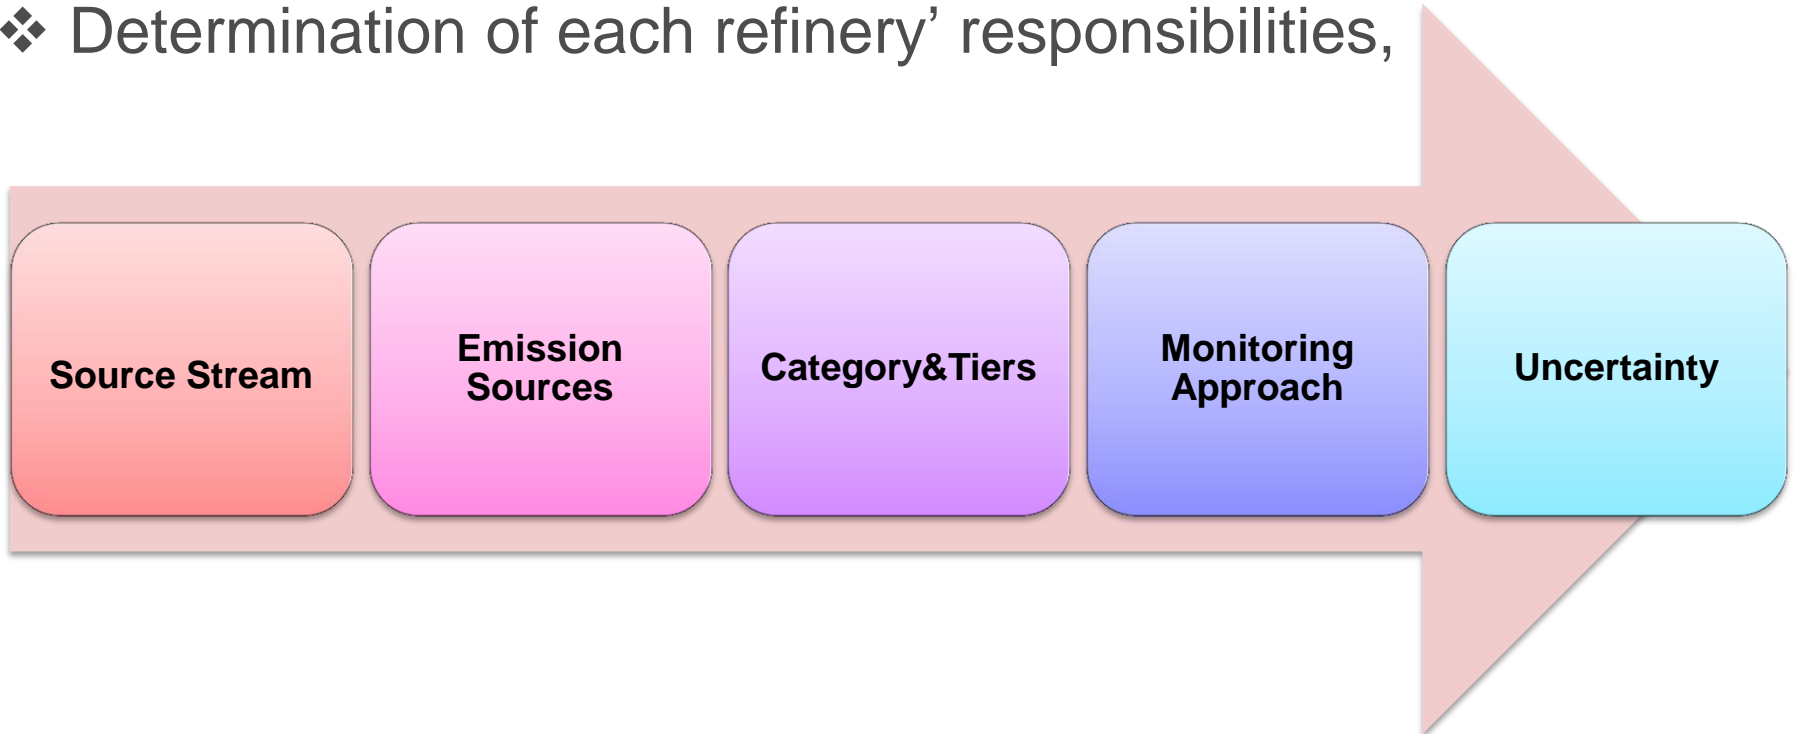 ❖ Determination of each refinery’ responsibilities,
Source Stream
Emission
Sources
Category&Tiers
Monitoring
Approach
Uncertainty